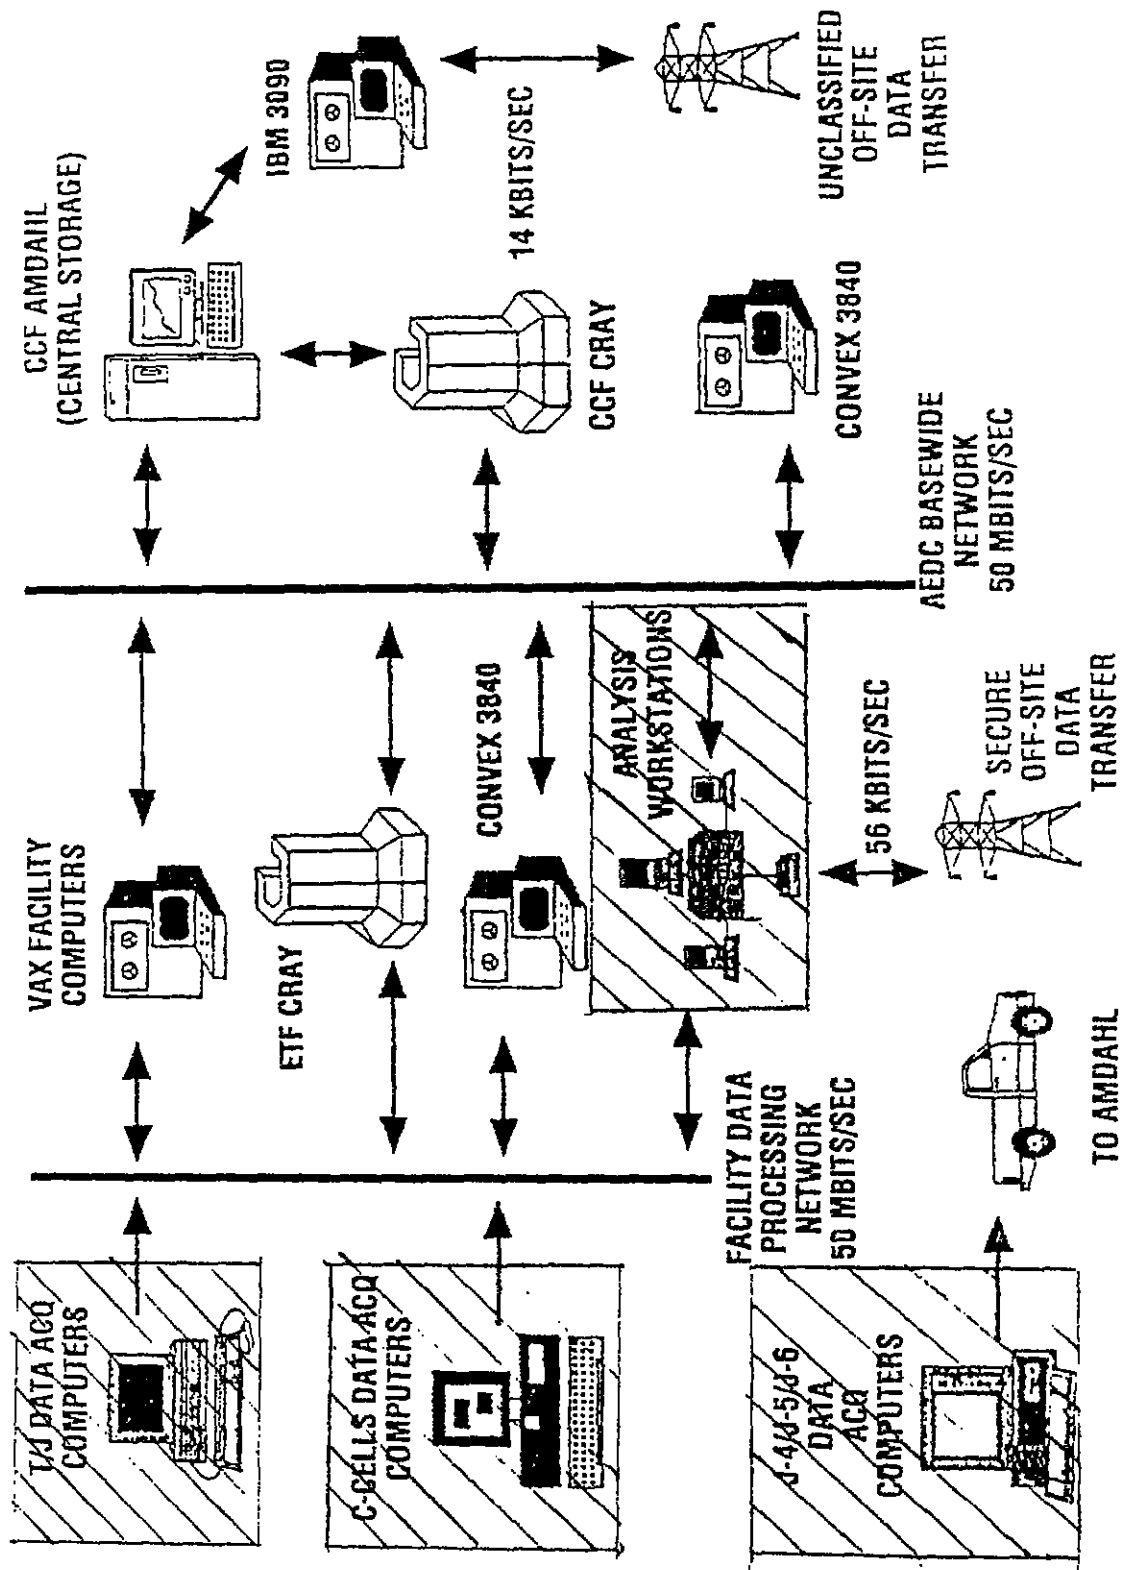 T/J DATA ACQ
COMPUTERS
VAX FACILITY
COMPUTERS
CCF AMDAHL
(CENTRAL STORAGE)
IBM 3090
ETF CRAY
14 KBITS/SEC
C-CELLS DATA ACQ
COMPUTERS
CONVEX 3840
CCF CRAY
ANALYSIS
WORKSTATIONS
UNCLASSIFIED
OFF-SITE
DATA
TRANSFER
CONVEX 3840
FACILITY DATA
PROCESSING
NETWORK
50 MBITS/SEC
56 KBITS/SEC
AEDC BASEWIDE
NETWORK
50 MBITS/SEC
J-4/J-5/J-6
DATA
ACQ
COMPUTERS
SECURE
OFF-SITE
DATA
TRANSFER
TO AMDAHL